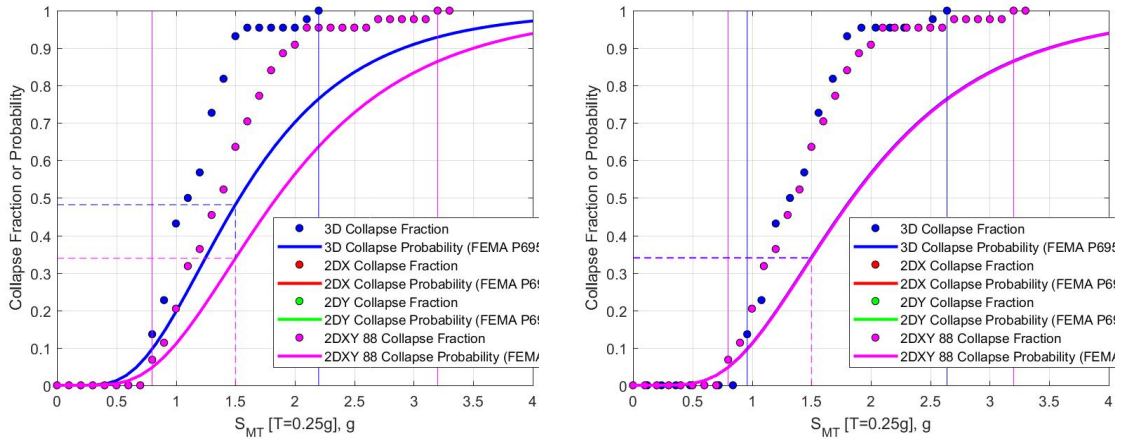 Collapse Fraction or Probability
1
0.9
0.8
0.7
0.6
0.5
0.4
0.3
0.2
0.1
0
0 0.5 1 1.5 2 2.5 3 3.5 4
S_MT [T=0.25g], g
3D Collapse Fraction
3D Collapse Probability (FEMA P695
2DX Collapse Fraction
2DX Collapse Probability (FEMA P69
2DY Collapse Fraction
2DY Collapse Probability (FEMA P69
2DXY 88 Collapse Fraction
2DXY 88 Collapse Probability (FEMA
Collapse Fraction or Probability
1
0.9
0.8
0.7
0.6
0.5
0.4
0.3
0.2
0.1
0
0 0.5 1 1.5 2 2.5 3 3.5 4
S_MT [T=0.25g], g
3D Collapse Fraction
3D Collapse Probability (FEMA P695
2DX Collapse Fraction
2DX Collapse Probability (FEMA P69
2DY Collapse Fraction
2DY Collapse Probability (FEMA P69
2DXY 88 Collapse Fraction
2DXY 88 Collapse Probability (FEMA